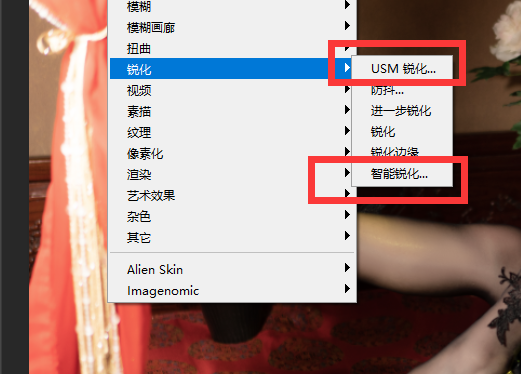 模糊
模糊画廊
扭曲
锐化
视频
素描
纹理
像素化
渲染
艺术效果
杂色
其它
Alien Skin
Imagenomic
USM 锐化...
防抖...
进一步锐化
锐化
锐化边缘
智能锐化...